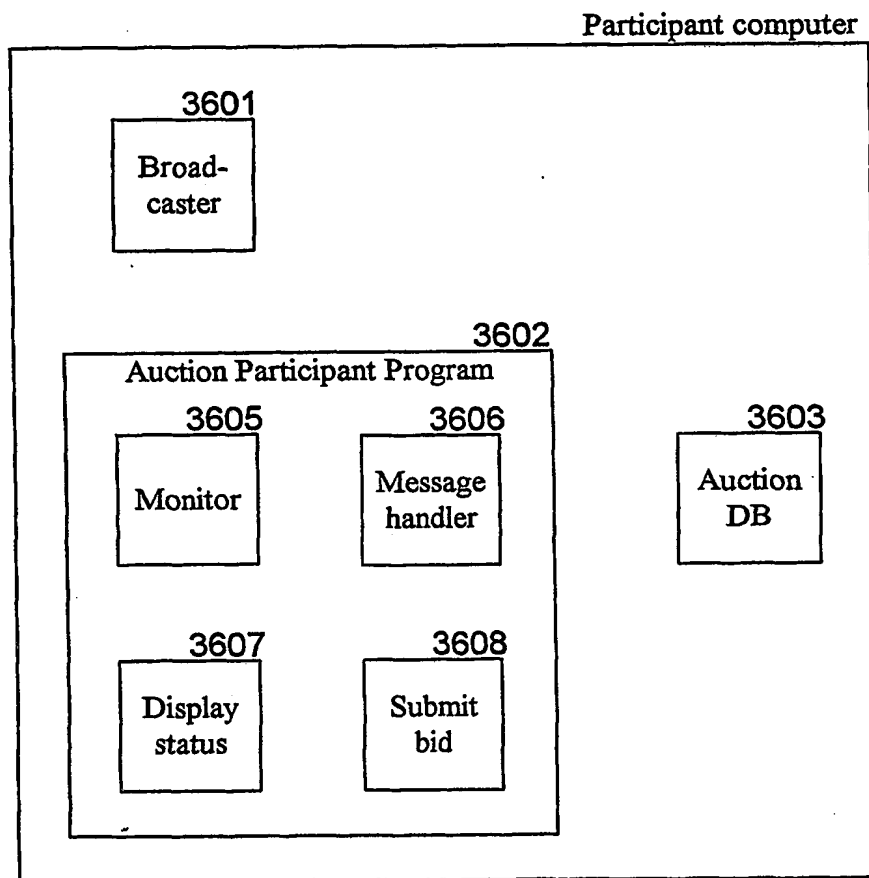 Participant computer
3601
Broad-
caster
3602
Auction Participant Program
3605
Monitor
3606
Message
handler
3603
Auction
DB
3607
Display
status
3608
Submit
bid